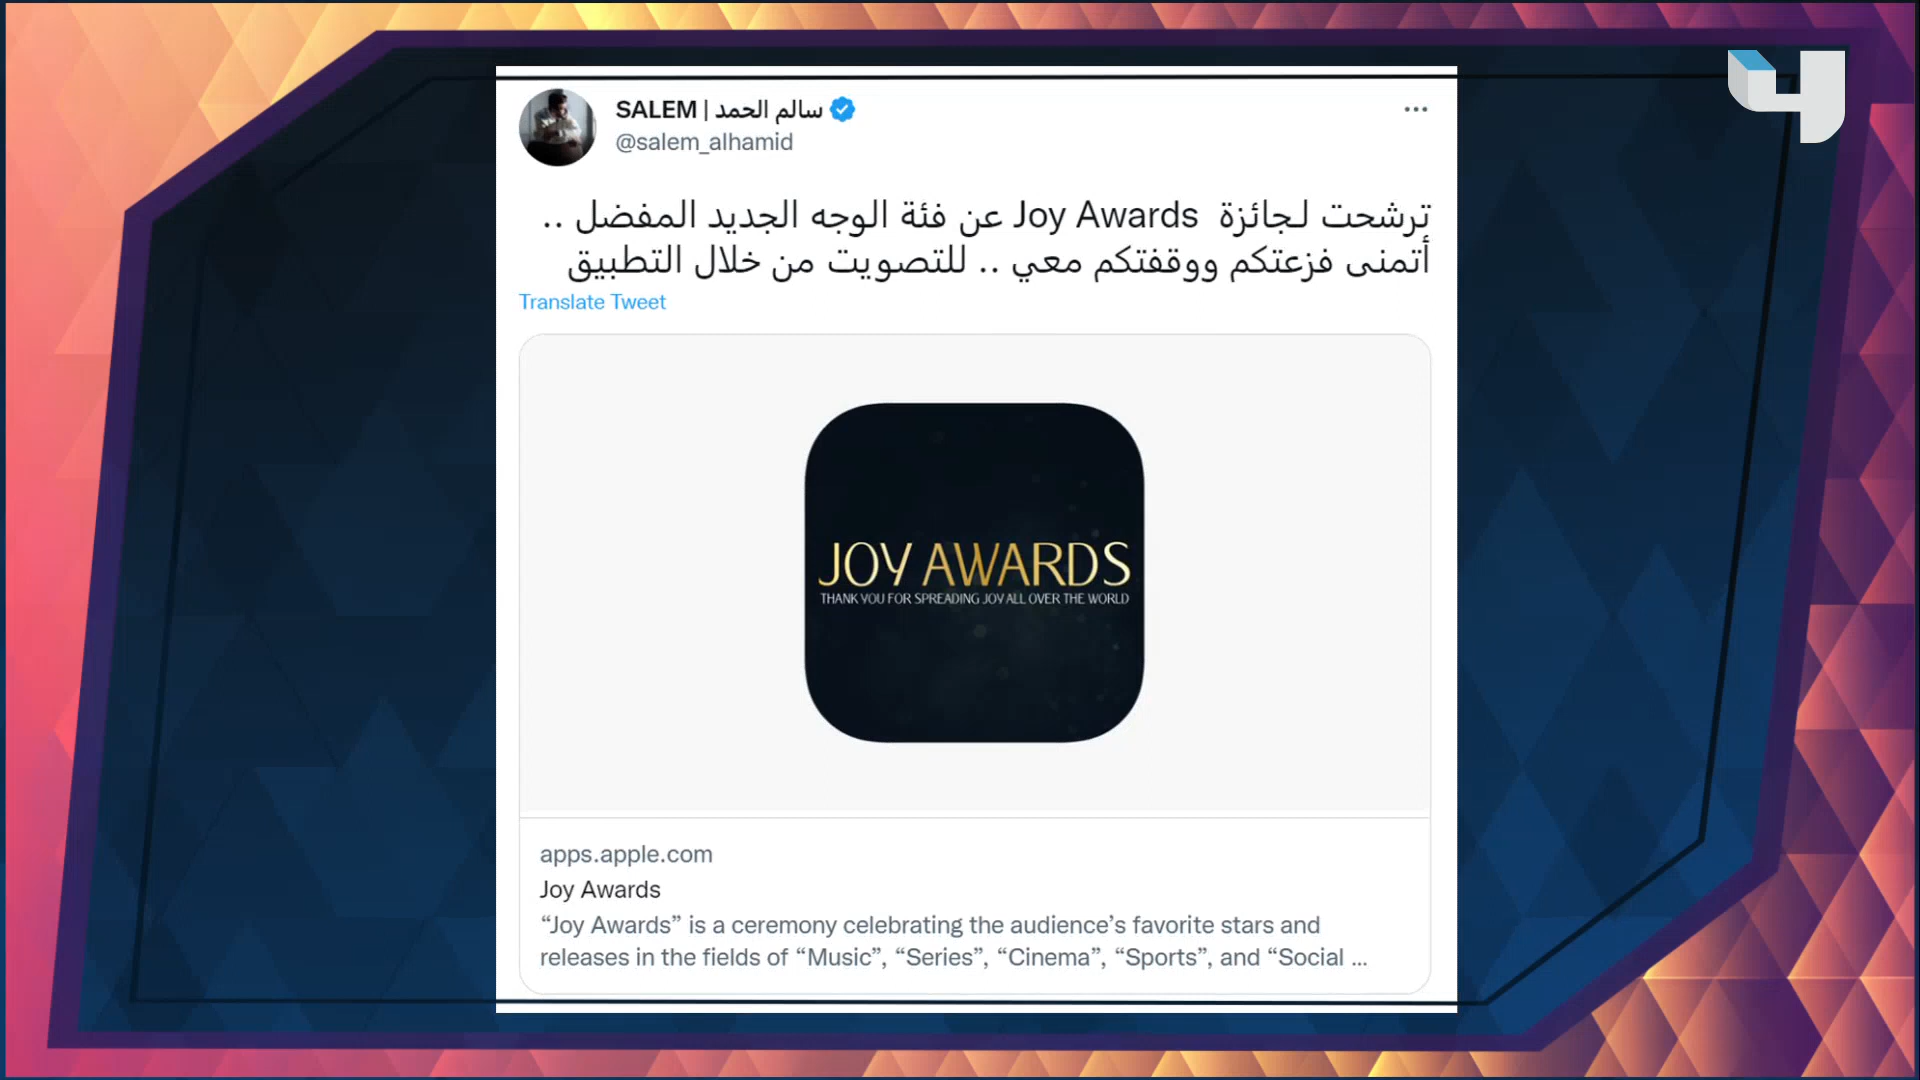 SALEM | سالم الحمد
@salem_alhamid
ترشحت لجائزة Joy Awards عن فئة الوجه الجديد المفضل ..
أتمنى فزعتكم ووقفتكم معي .. للتصويت من خلال التطبيق
Translate Tweet
JOY AWARDS
THANK YOU FOR SPREADING JOY ALL OVER THE WORLD
apps.apple.com
Joy Awards
“Joy Awards” is a ceremony celebrating the audience’s favorite stars and
releases in the fields of “Music”, “Series”, “Cinema”, “Sports”, and “Social ...